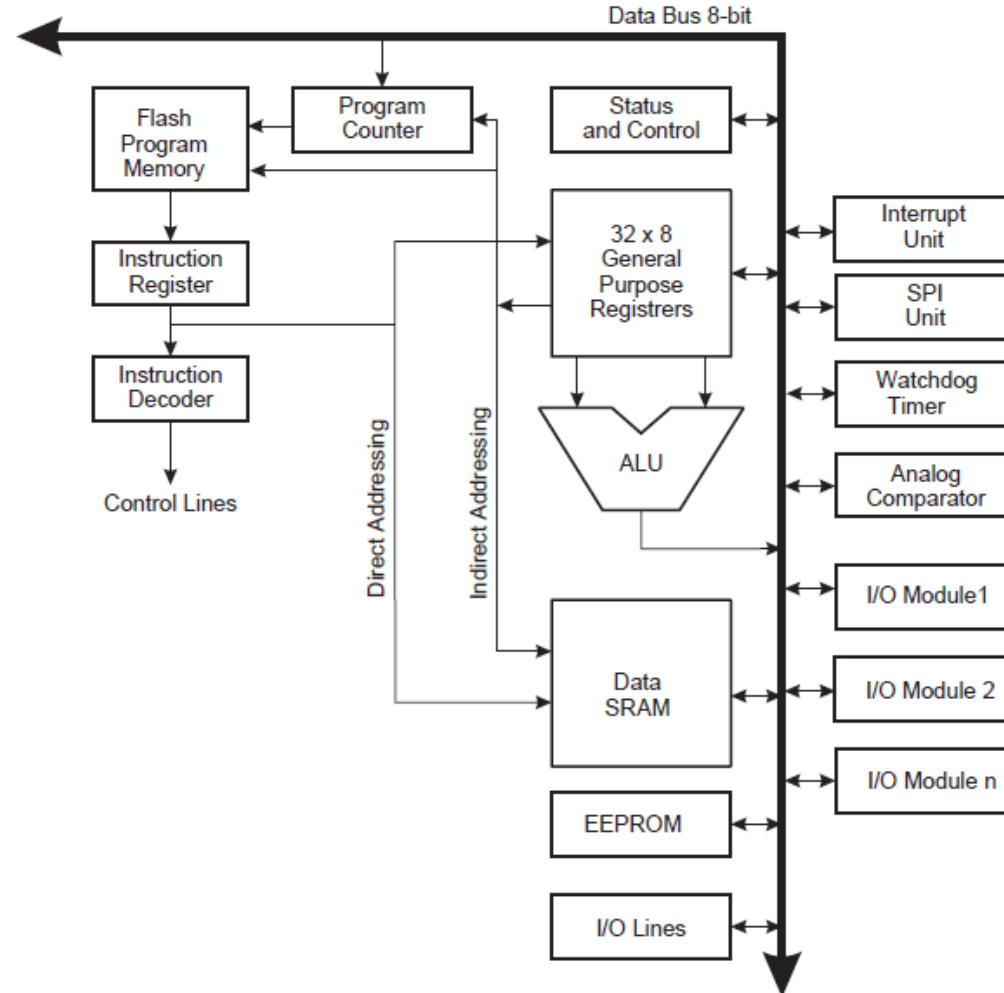 Data Bus 8-bit
Flash
Program
Memory
Program
Counter
Status
and Control
Instruction
Register
32 x 8
General
Purpose
Registrers
Interrupt
Unit
SPI
Unit
Instruction
Decoder
Watchdog
Timer
Control Lines
Direct Addressing
Indirect Addressing
ALU
Analog
Comparator
I/O Module1
Data
SRAM
I/O Module 2
I/O Module n
EEPROM
I/O Lines